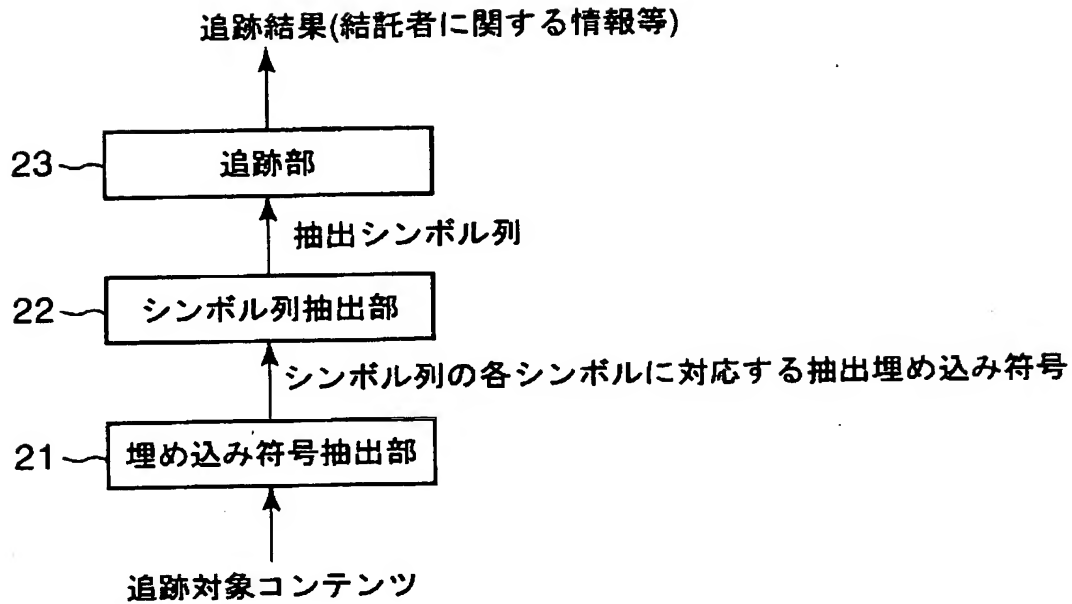 追跡結果(結託者に関する情報等)
23 追跡部
抽出シンボル列
22 シンボル列抽出部
シンボル列の各シンボルに対応する抽出埋め込み符号
21 埋め込み符号抽出部
追跡対象コンテンツ